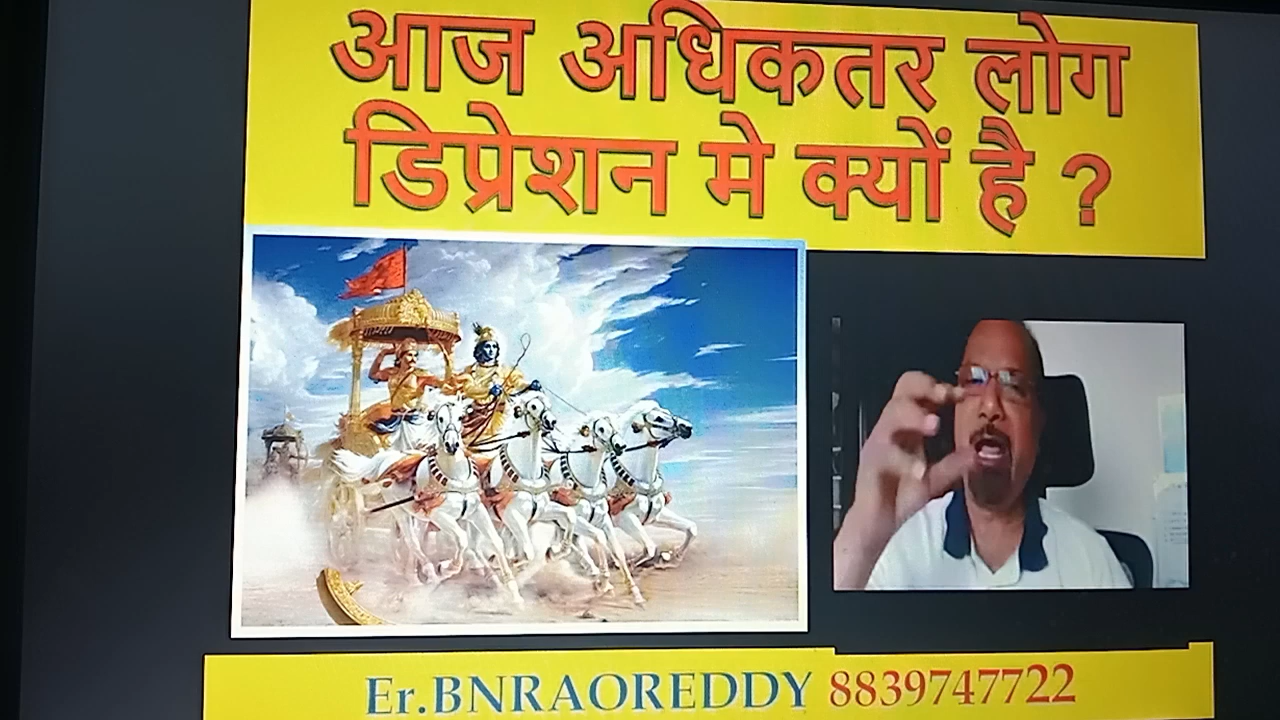 आज अधिकतर लोग
डिप्रेशन मे क्यों है ?
Er.BNRAOREDDY 8839747722